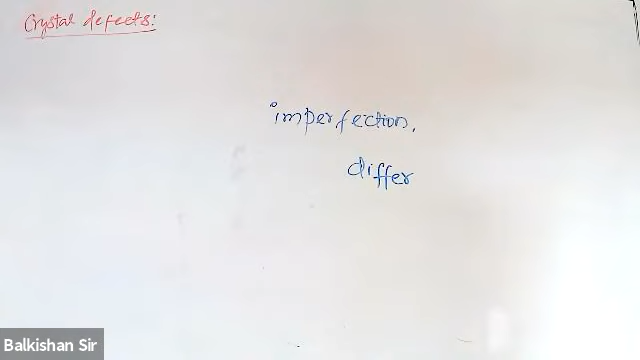 Crystal defects:
imperfection.
differ
Balkishan Sir